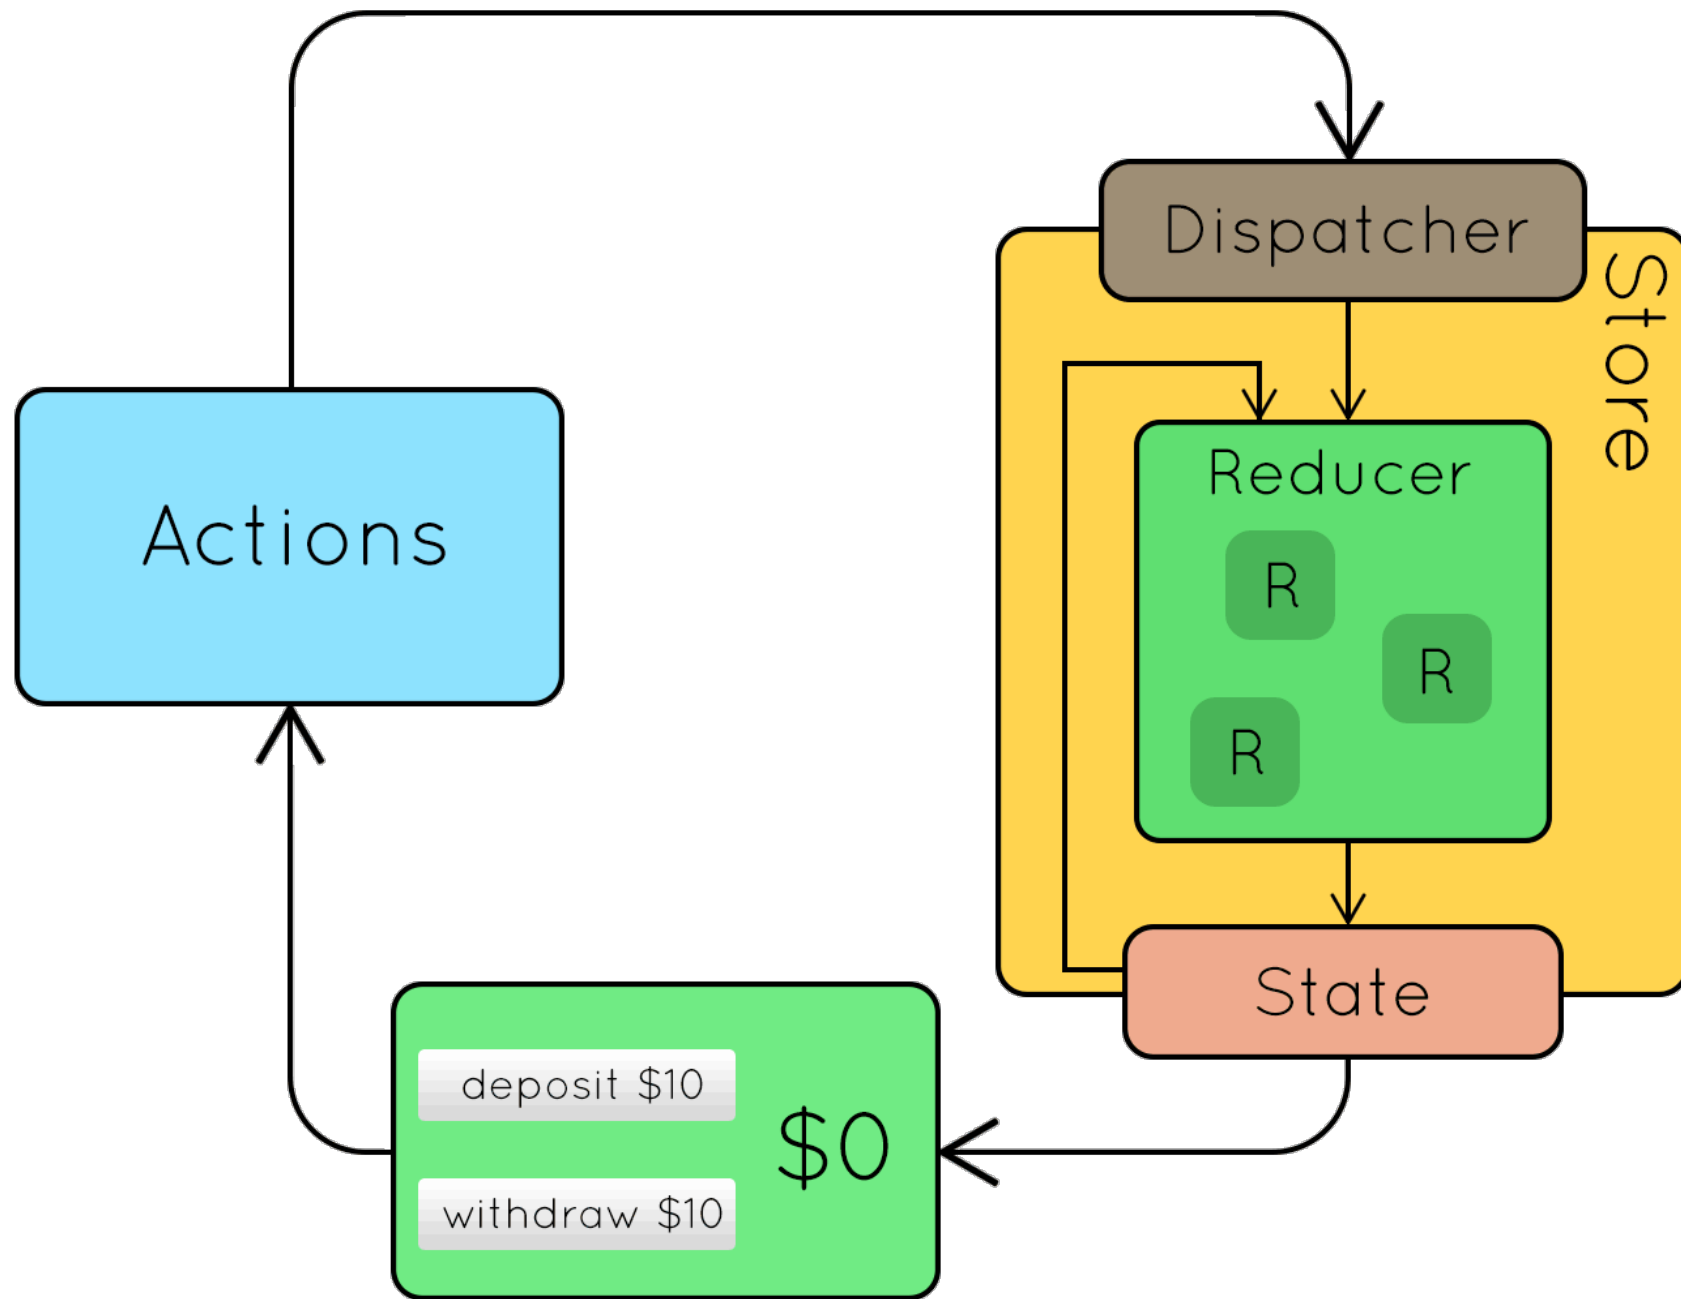 Dispatcher
Store
Reducer
R
R
R
Actions
State
deposit $10
$0
withdraw $10